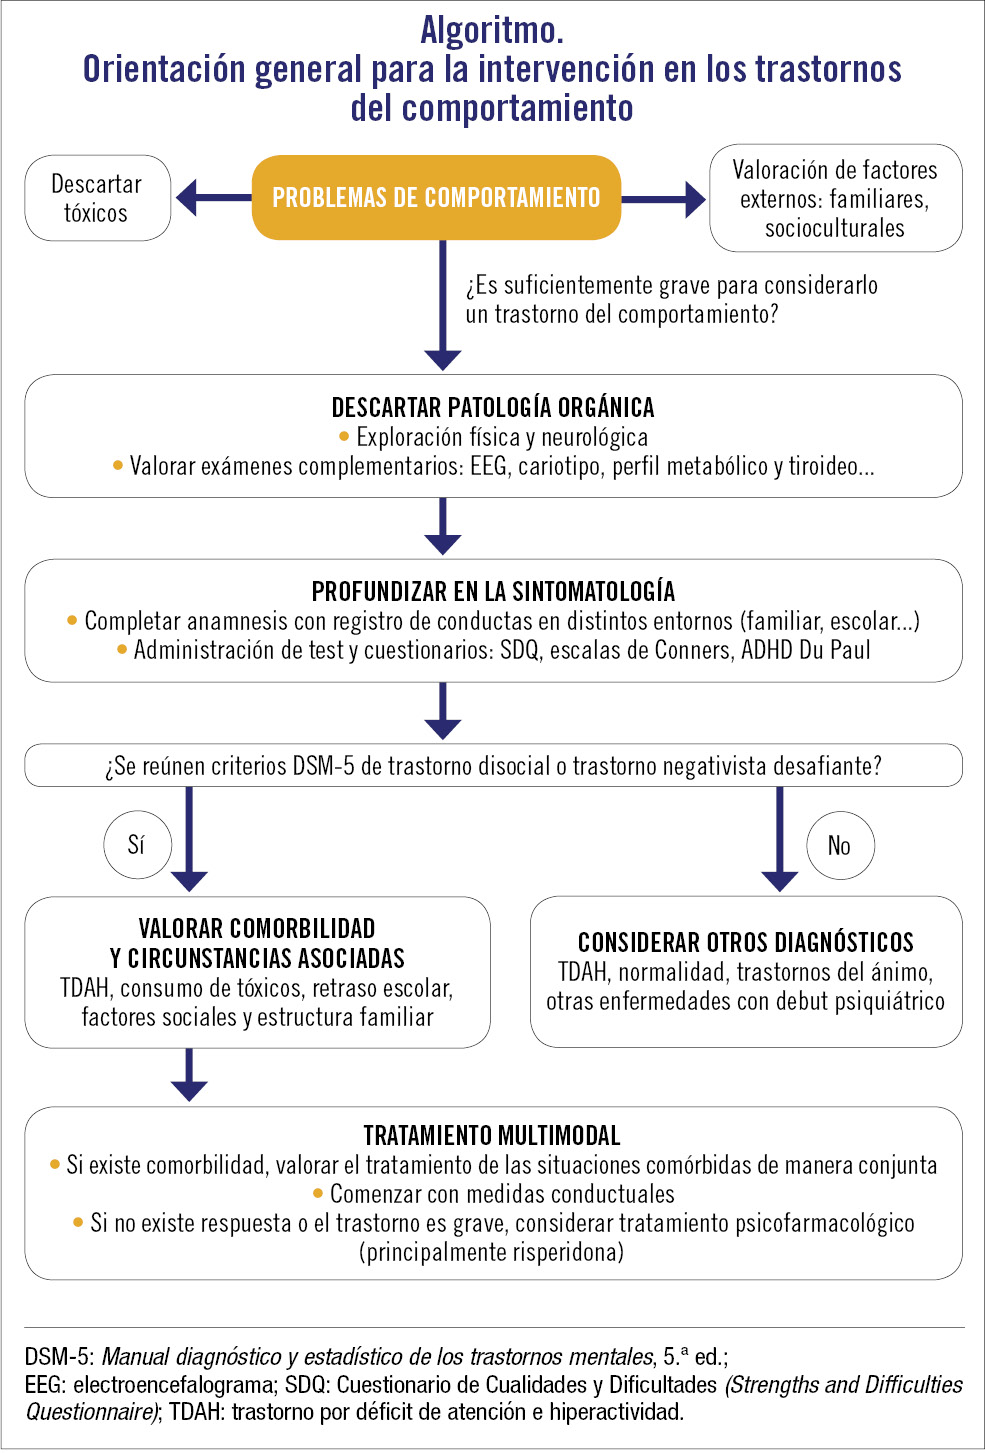 Algoritmo.
Orientación general para la intervención en los trastornos
del comportamiento
Descartar
tóxicos
PROBLEMAS DE COMPORTAMIENTO
Valoración de factores
externos: familiares,
socioculturales
¿Es suficientemente grave para considerarlo
un trastorno del comportamiento?
DESCARTAR PATOLOGÍA ORGÁNICA
• Exploración física y neurológica
• Valorar exámenes complementarios: EEG, cariotipo, perfil metabólico y tiroideo...
PROFUNDIZAR EN LA SINTOMATOLOGÍA
• Completar anamnesis con registro de conductas en distintos entornos (familiar, escolar...)
• Administración de test y cuestionarios: SDQ, escalas de Conners, ADHD Du Paul
¿Se reúnen criterios DSM-5 de trastorno disocial o trastorno negativista desafiante?
Sí
No
VALORAR COMORBILIDAD
Y CIRCUNSTANCIAS ASOCIADAS
TDAH, consumo de tóxicos, retraso escolar,
factores sociales y estructura familiar
CONSIDERAR OTROS DIAGNÓSTICOS
TDAH, normalidad, trastornos del ánimo,
otras enfermedades con debut psiquiátrico
TRATAMIENTO MULTIMODAL
• Si existe comorbilidad, valorar el tratamiento de las situaciones comórbidas de manera conjunta
• Comenzar con medidas conductuales
• Si no existe respuesta o el trastorno es grave, considerar tratamiento psicofarmacológico
(principalmente risperidona)
DSM-5: Manual diagnóstico y estadístico de los trastornos mentales, 5.ª ed.;
EEG: electroencefalograma; SDQ: Cuestionario de Cualidades y Dificultades (Strengths and Difficulties
Questionnaire); TDAH: trastorno por déficit de atención e hiperactividad.